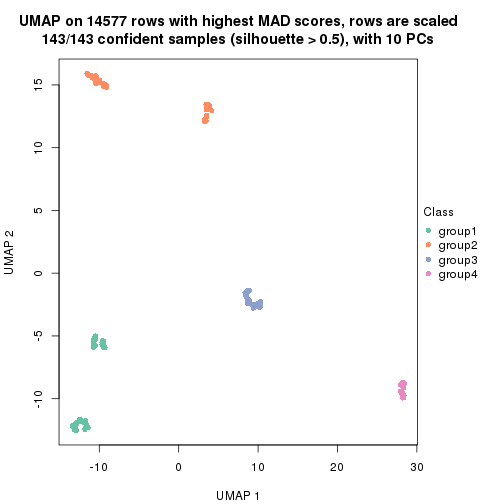 UMAP on 14577 rows with highest MAD scores, rows are scaled
143/143 confident samples (silhouette > 0.5), with 10 PCs
15
10
5
0
-5
-10
UMAP 2
-10
0
10
20
30
UMAP 1
Class
group1
group2
group3
group4